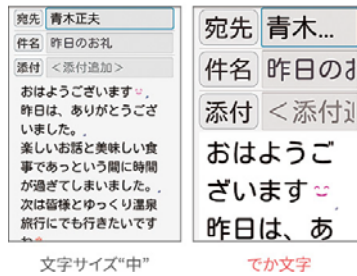 宛先 青木正夫
件名 昨日のお礼
添付 <添付追加>
おはようございます
昨日は、ありがとうござ
いました。
楽しいお話と美味しい食
事であっという間に時間
が過ぎてしまいました。
次は皆様とゆっくり温泉
旅行にでも行きたいです
ね
文字サイズ“中”
宛先 青木...
件名 昨日の
添付 <添付
おはようご
ざいます
昨日は、あ
でか文字